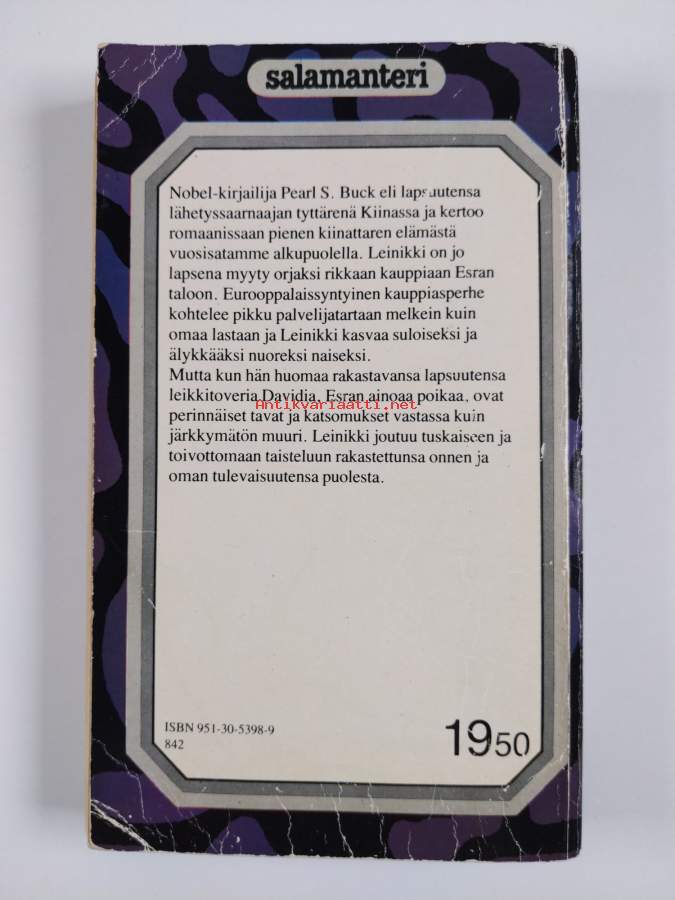 salamanteri
Nobel-kirjailija Pearl S. Buck eli lapsuutensa
lähetyssaarnaajan tyttärenä Kiinassa ja kertoo
romaanissaan pienen kiinattaren elämästä
vuosisatamme alkupuolella. Leinikki on jo
lapsena myyty orjaksi rikkaan kauppiaan Esran
taloon. Eurooppalaissyntyinen kauppiasperhe
kohtelee pikku palvelijatartaan melkein kuin
omaa lastaan ja Leinikki kasvaa suloiseksi ja
älykkääksi nuoreksi naiseksi.
Mutta kun hän huomaa rakastavansa lapsuutensa
leikkitoveria Davidia, Esran ainoaa poikaa, ovat
Antikvariaatti.net
perinnäiset tavat ja katsomukset vastassa kuin
järkkymätön muuri. Leinikki joutuu tuskaiseen ja
toivottomaan taisteluun rakastettunsa onnen ja
oman tulevaisuutensa puolesta.
ISBN 951-30-5398-9
842
1950